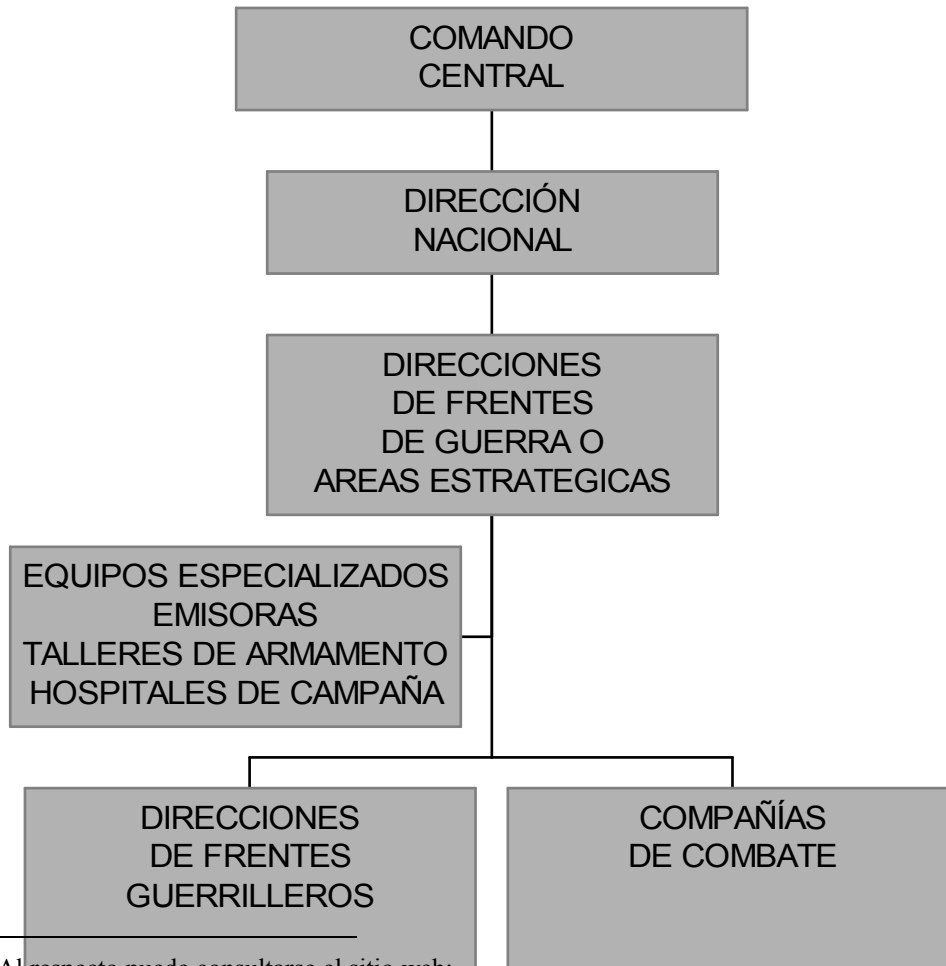 COMANDO
CENTRAL
DIRECCIÓN
NACIONAL
DIRECCIONES
DE FRENTES
DE GUERRA O
AREAS ESTRATEGICAS
EQUIPOS ESPECIALIZADOS
EMISORAS
TALLERES DE ARMAMENTO
HOSPITALES DE CAMPAÑA
DIRECCIONES
DE FRENTES
GUERRILLEROS
COMPAÑÍAS
DE COMBATE
Al respecto puede consultarse el sitio web: